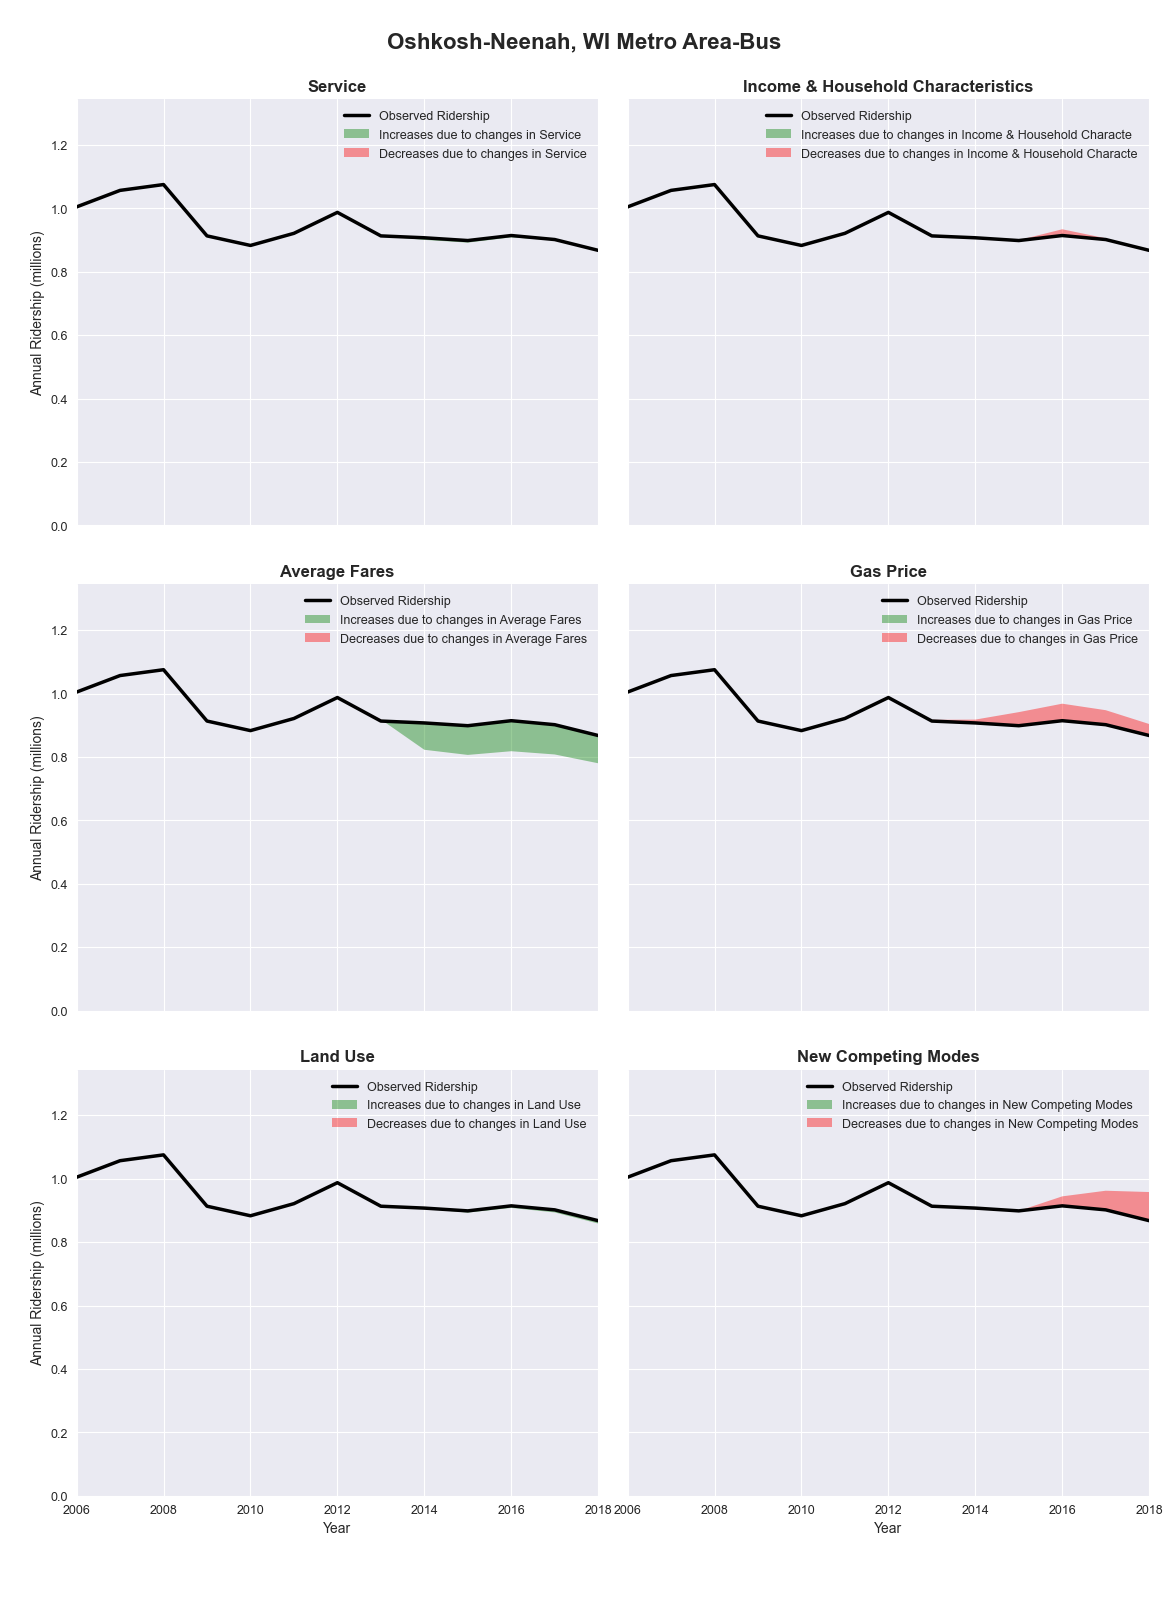 Oshkosh-Neenah, WI Metro Area-Bus
Service
Observed Ridership
Increases due to changes in Service
Decreases due to changes in Service
1.2
1.0
0.8
0.6
0.4
0.2
0.0
Annual Ridership (millions)
Income & Household Characteristics
Observed Ridership
Increases due to changes in Income & Household Characte
Decreases due to changes in Income & Household Characte
Average Fares
Observed Ridership
Increases due to changes in Average Fares
Decreases due to changes in Average Fares
1.2
1.0
0.8
0.6
0.4
0.2
0.0
Annual Ridership (millions)
Gas Price
Observed Ridership
Increases due to changes in Gas Price
Decreases due to changes in Gas Price
Land Use
Observed Ridership
Increases due to changes in Land Use
Decreases due to changes in Land Use
1.2
1.0
0.8
0.6
0.4
0.2
0.0
Annual Ridership (millions)
2006 2008 2010 2012 2014 2016 2018
Year
New Competing Modes
Observed Ridership
Increases due to changes in New Competing Modes
Decreases due to changes in New Competing Modes
2006 2008 2010 2012 2014 2016 2018
Year